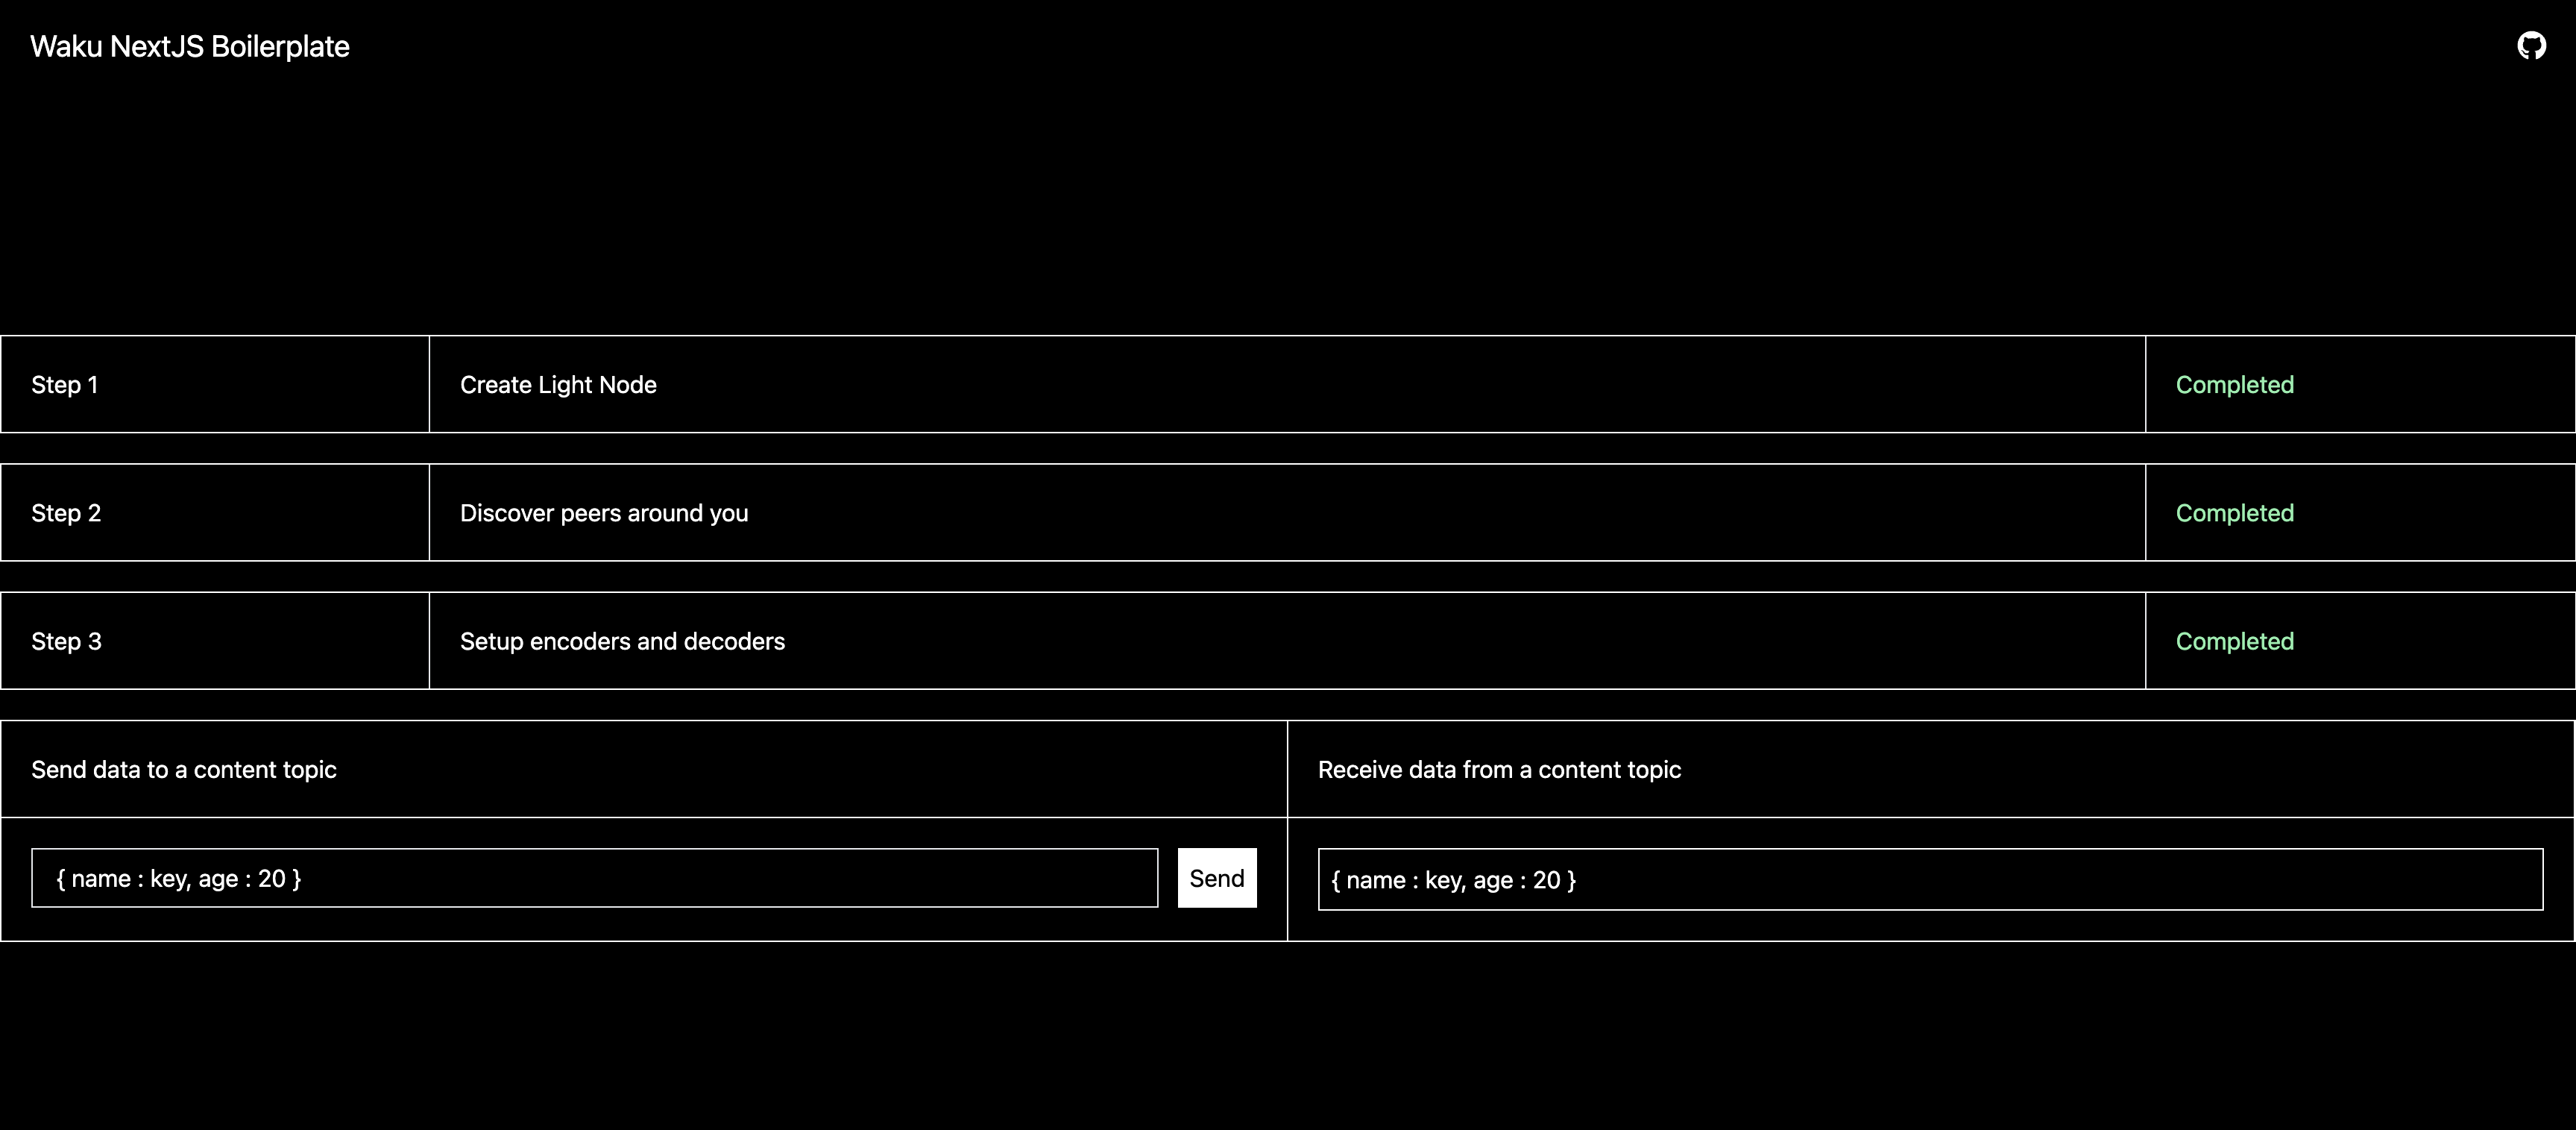 Waku NextJS Boilerplate
Step 1 Create Light Node Completed
Step 2 Discover peers around you Completed
Step 3 Setup encoders and decoders Completed
Send data to a content topic Receive data from a content topic
{ name : key, age : 20 } Send { name : key, age : 20 }